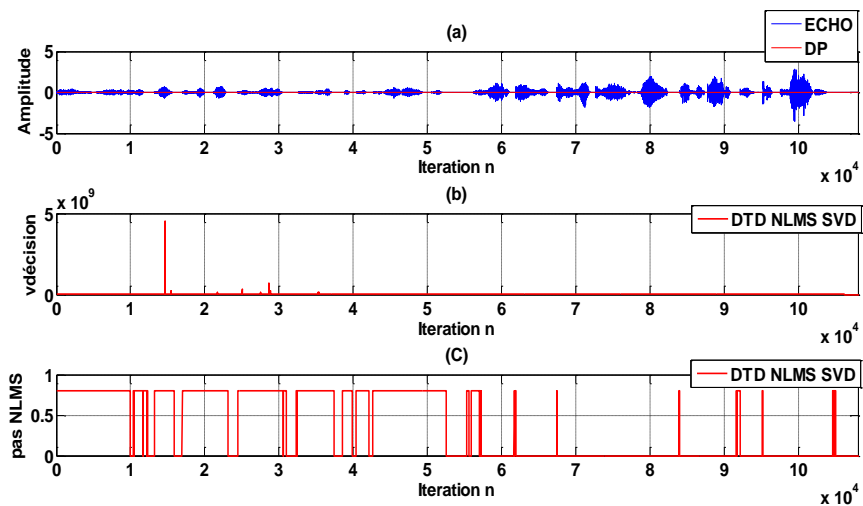 (a)
ECHO
DP
Amplitude
5
0
-5
0 1 2 3 4 5 6 7 8 9 10
Iteration n
x 10^4
(b)
x 10^9
DTD NLMS SVD
vdécision
5
0
0 1 2 3 4 5 6 7 8 9 10
Iteration n
x 10^4
(C)
DTD NLMS SVD
pas NLMS
1
0.5
0
0 1 2 3 4 5 6 7 8 9 10
Iteration n
x 10^4